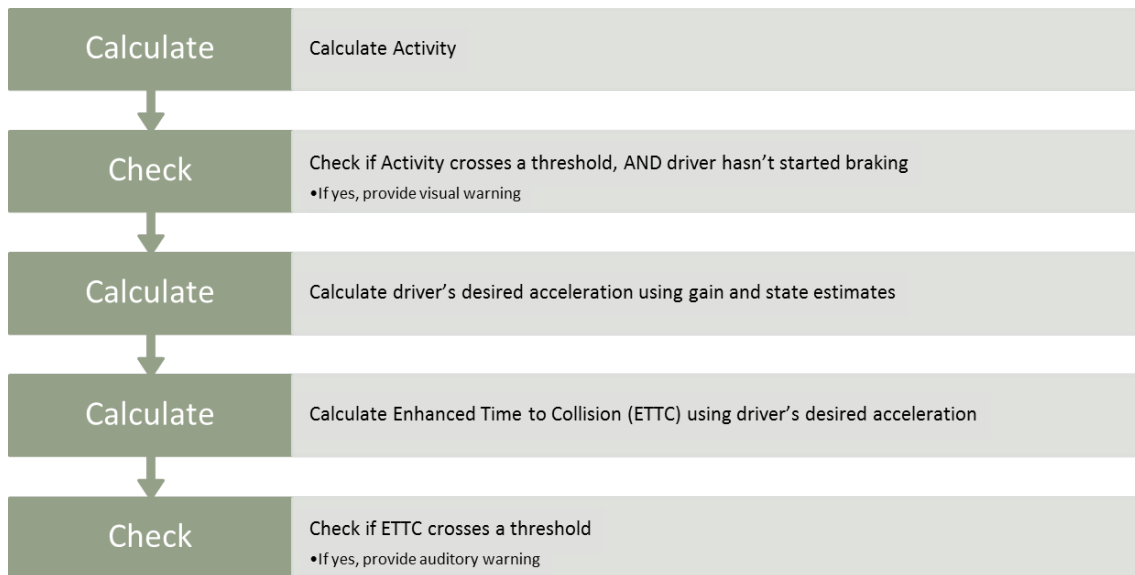 Calculate
Calculate Activity
Check
Check if Activity crosses a threshold, AND driver hasn’t started braking
•If yes, provide visual warning
Calculate
Calculate driver’s desired acceleration using gain and state estimates
Calculate
Calculate Enhanced Time to Collision (ETTC) using driver’s desired acceleration
Check
Check if ETTC crosses a threshold
•If yes, provide auditory warning